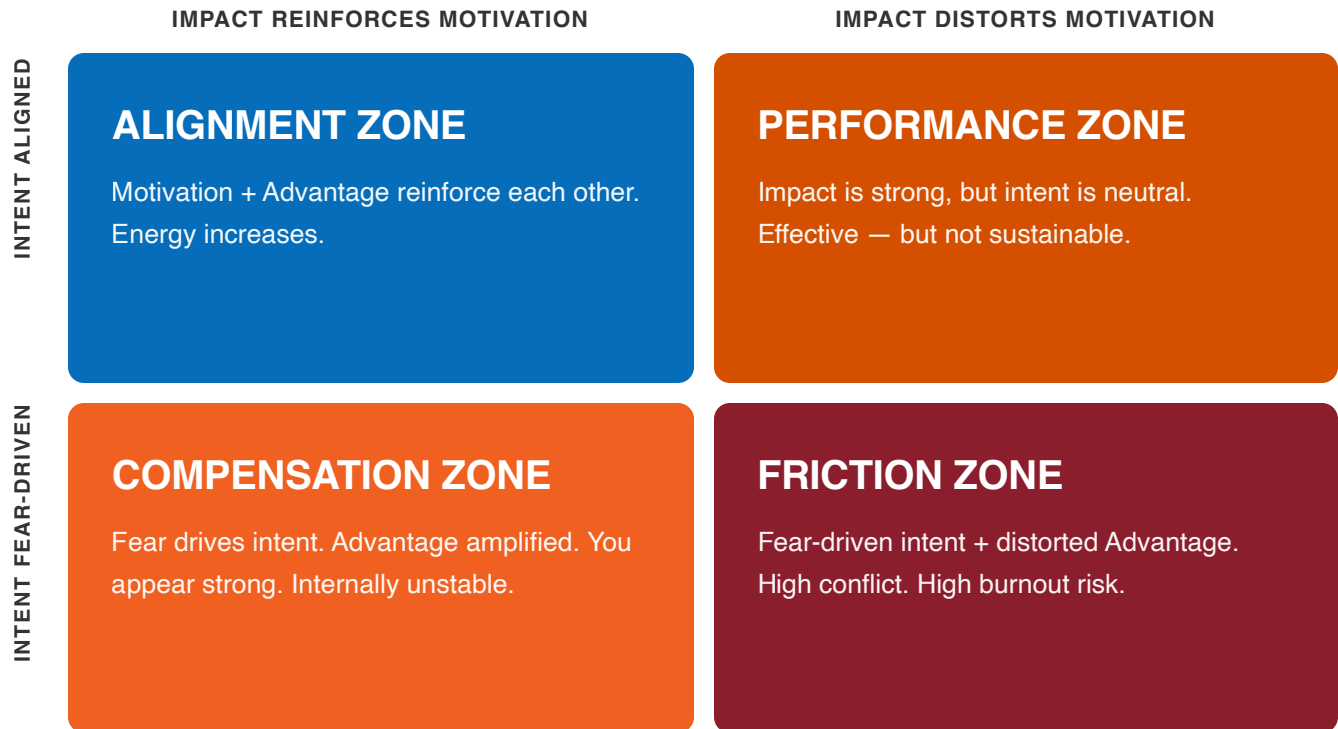 IMPACT REINFORCES MOTIVATION
IMPACT DISTORTS MOTIVATION
INTENT ALIGNED
ALIGNMENT ZONE
Motivation + Advantage reinforce each other.
Energy increases.
PERFORMANCE ZONE
Impact is strong, but intent is neutral.
Effective — but not sustainable.
INTENT FEAR-DRIVEN
COMPENSATION ZONE
Fear drives intent. Advantage amplified. You
appear strong. Internally unstable.
FRICTION ZONE
Fear-driven intent + distorted Advantage.
High conflict. High burnout risk.